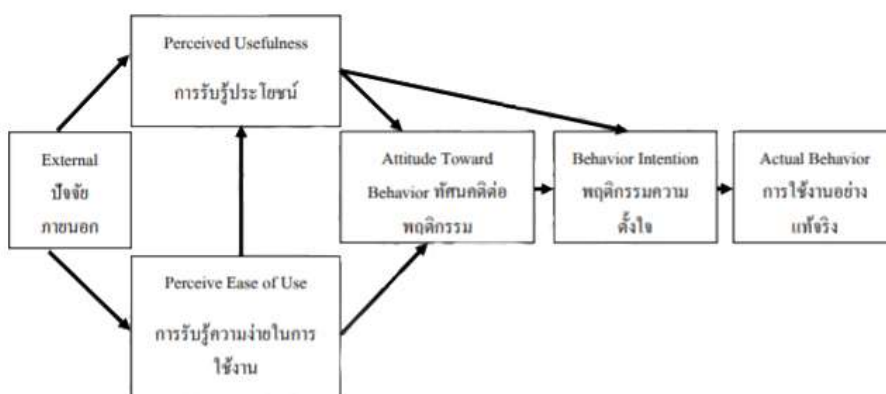 Perceived Usefulness
การรับรู้ประโยชน์
External
ปัจจัย
ภายนอก
Attitude Toward
Behavior ทัศนคติต่อ
พฤติกรรม
Behavior Intention
พฤติกรรมความ
ตั้งใจ
Actual Behavior
การใช้งานอย่าง
แท้จริง
Perceive Ease of Use
การรับรู้ความง่ายในการ
ใช้งาน